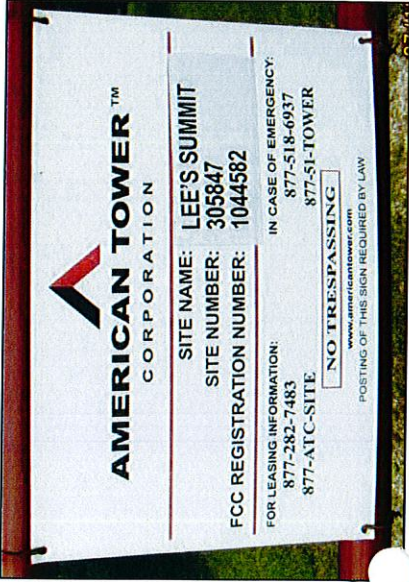 AMERICAN TOWER™
CORPORATION
SITE NAME: LEE'S SUMMIT
SITE NUMBER: 305847
FCC REGISTRATION NUMBER: 1044582
FOR LEASING INFORMATION:
877-282-7483
877-ATC-SITE
IN CASE OF EMERGENCY:
877-518-6937
877-51-TOWER
NO TRESPASSING
www.americantower.com
POSTING OF THIS SIGN REQUIRED BY LAW